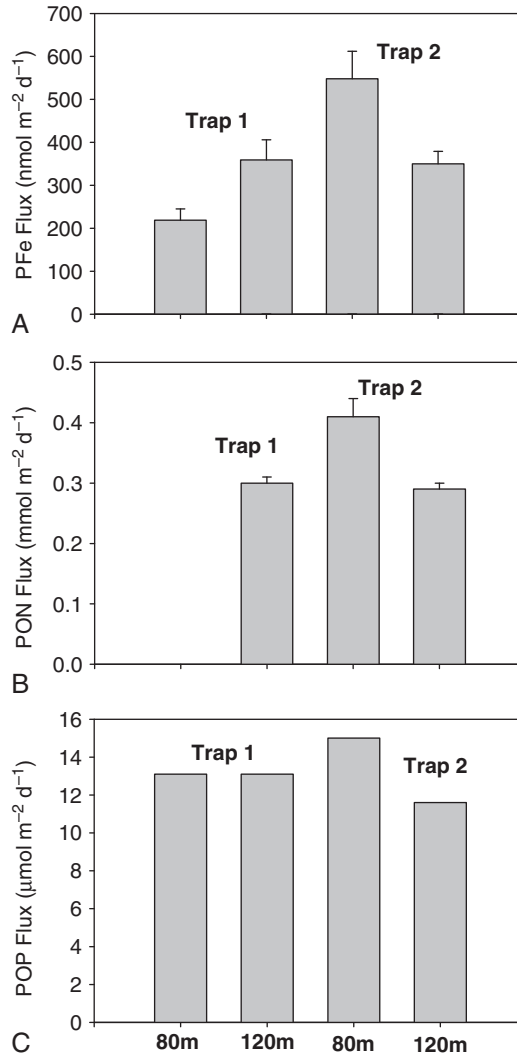 700
600
500
400
300
200
100
0
PFe Flux (nmol m⁻² d⁻¹)
Trap 1
Trap 2
A
0.5
0.4
0.3
0.2
0.1
0.0
PON Flux (mmol m⁻² d⁻¹)
Trap 1
Trap 2
B
16
14
12
10
8
6
4
2
0
POP Flux (μmol m⁻² d⁻¹)
Trap 1
Trap 2
C
80m 120m 80m 120m